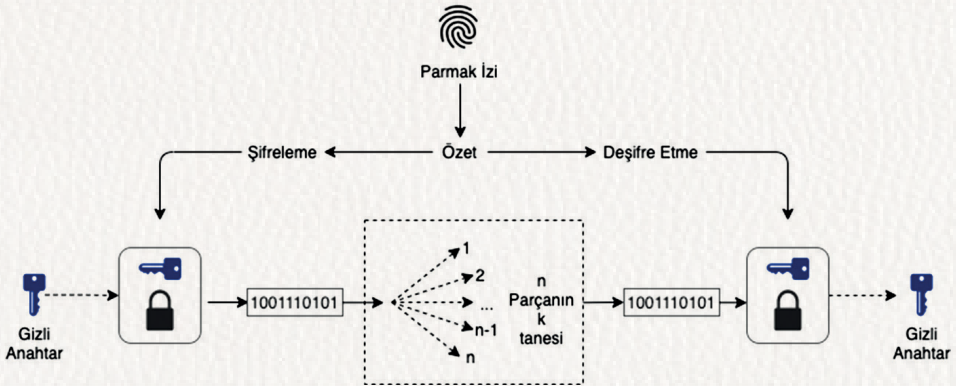 Parmak İzi
Şifreleme
Özet
Deşifre Etme
Gizli
Anahtar
1001110101
1
2
...
n-1
n
n
Parçanın
k
tanesi
1001110101
Gizli
Anahtar